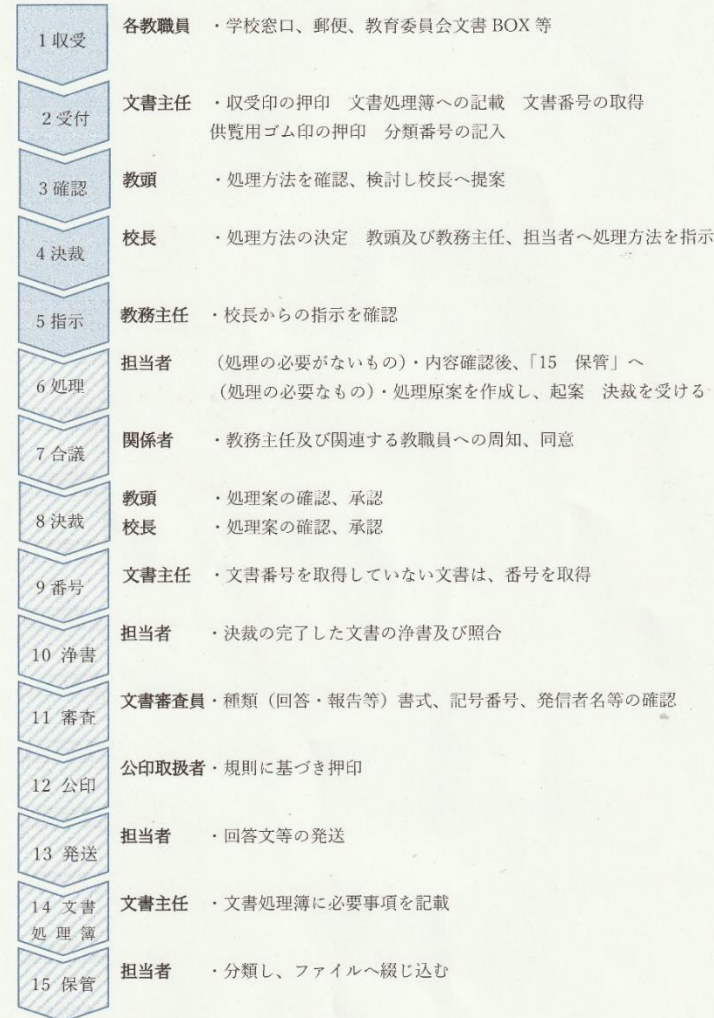 1 収受 各教職員 ・学校窓口、郵便、教育委員会文書 BOX 等
2 受付 文書主任 ・収受印の押印　文書処理簿への記載　文書番号の取得
供覧用ゴム印の押印　分類番号の記入
3 確認 教頭 ・処理方法を確認、検討し校長へ提案
4 決裁 校長 ・処理方法の決定　教頭及び教務主任、担当者へ処理方法を指示
5 指示 教務主任 ・校長からの指示を確認
6 処理 担当者 （処理の必要がないもの）・内容確認後、「15　保管」へ
（処理の必要なもの）・処理原案を作成し、起案　決裁を受ける
7 合議 関係者 ・教務主任及び関連する教職員への周知、同意
8 決裁 教頭 ・処理案の確認、承認
校長 ・処理案の確認、承認
9 番号 文書主任 ・文書番号を取得していない文書は、番号を取得
10 浄書 担当者 ・決裁の完了した文書の浄書及び照合
11 審査 文書審査員・種類（回答・報告等）書式、記号番号、発信者名等の確認
12 公印 公印取扱者・規則に基づき押印
13 発送 担当者 ・回答文等の発送
14 文書 文書主任 ・文書処理簿に必要事項を記載
処 理 簿
15 保管 担当者 ・分類し、ファイルへ綴じ込む